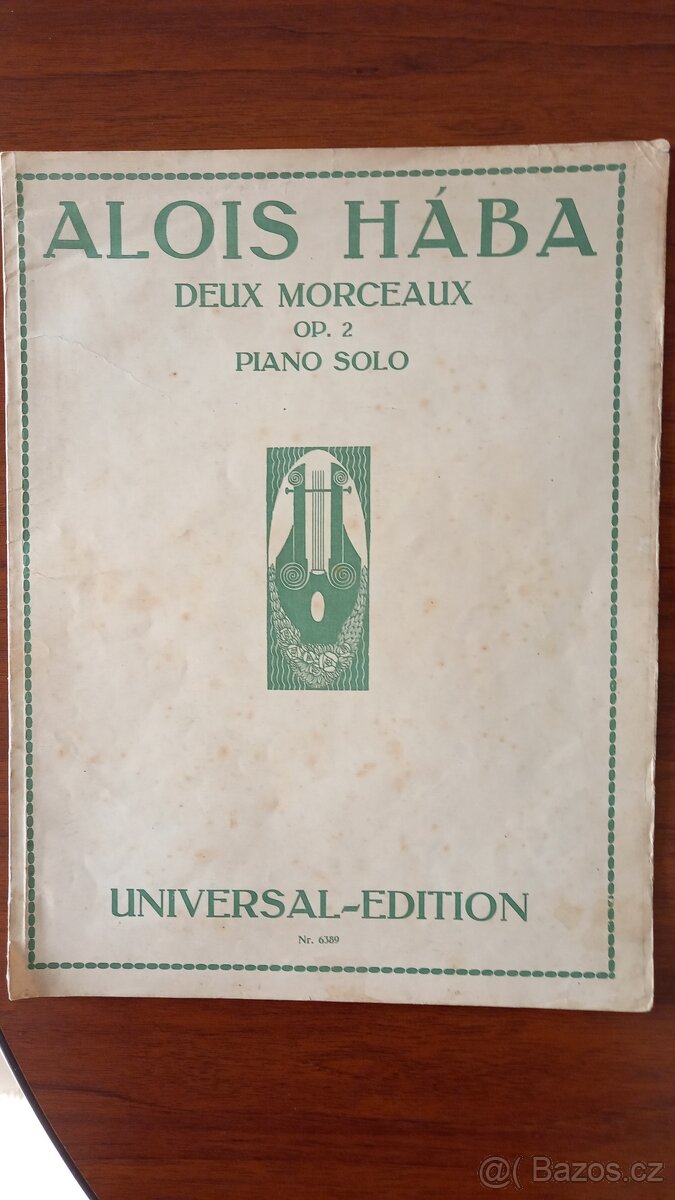 ALOIS HÁBA
DEUX MORCEAUX
OP. 2
PIANO SOLO
UNIVERSAL-EDITION
Nr. 6389
@( Bazos.cz